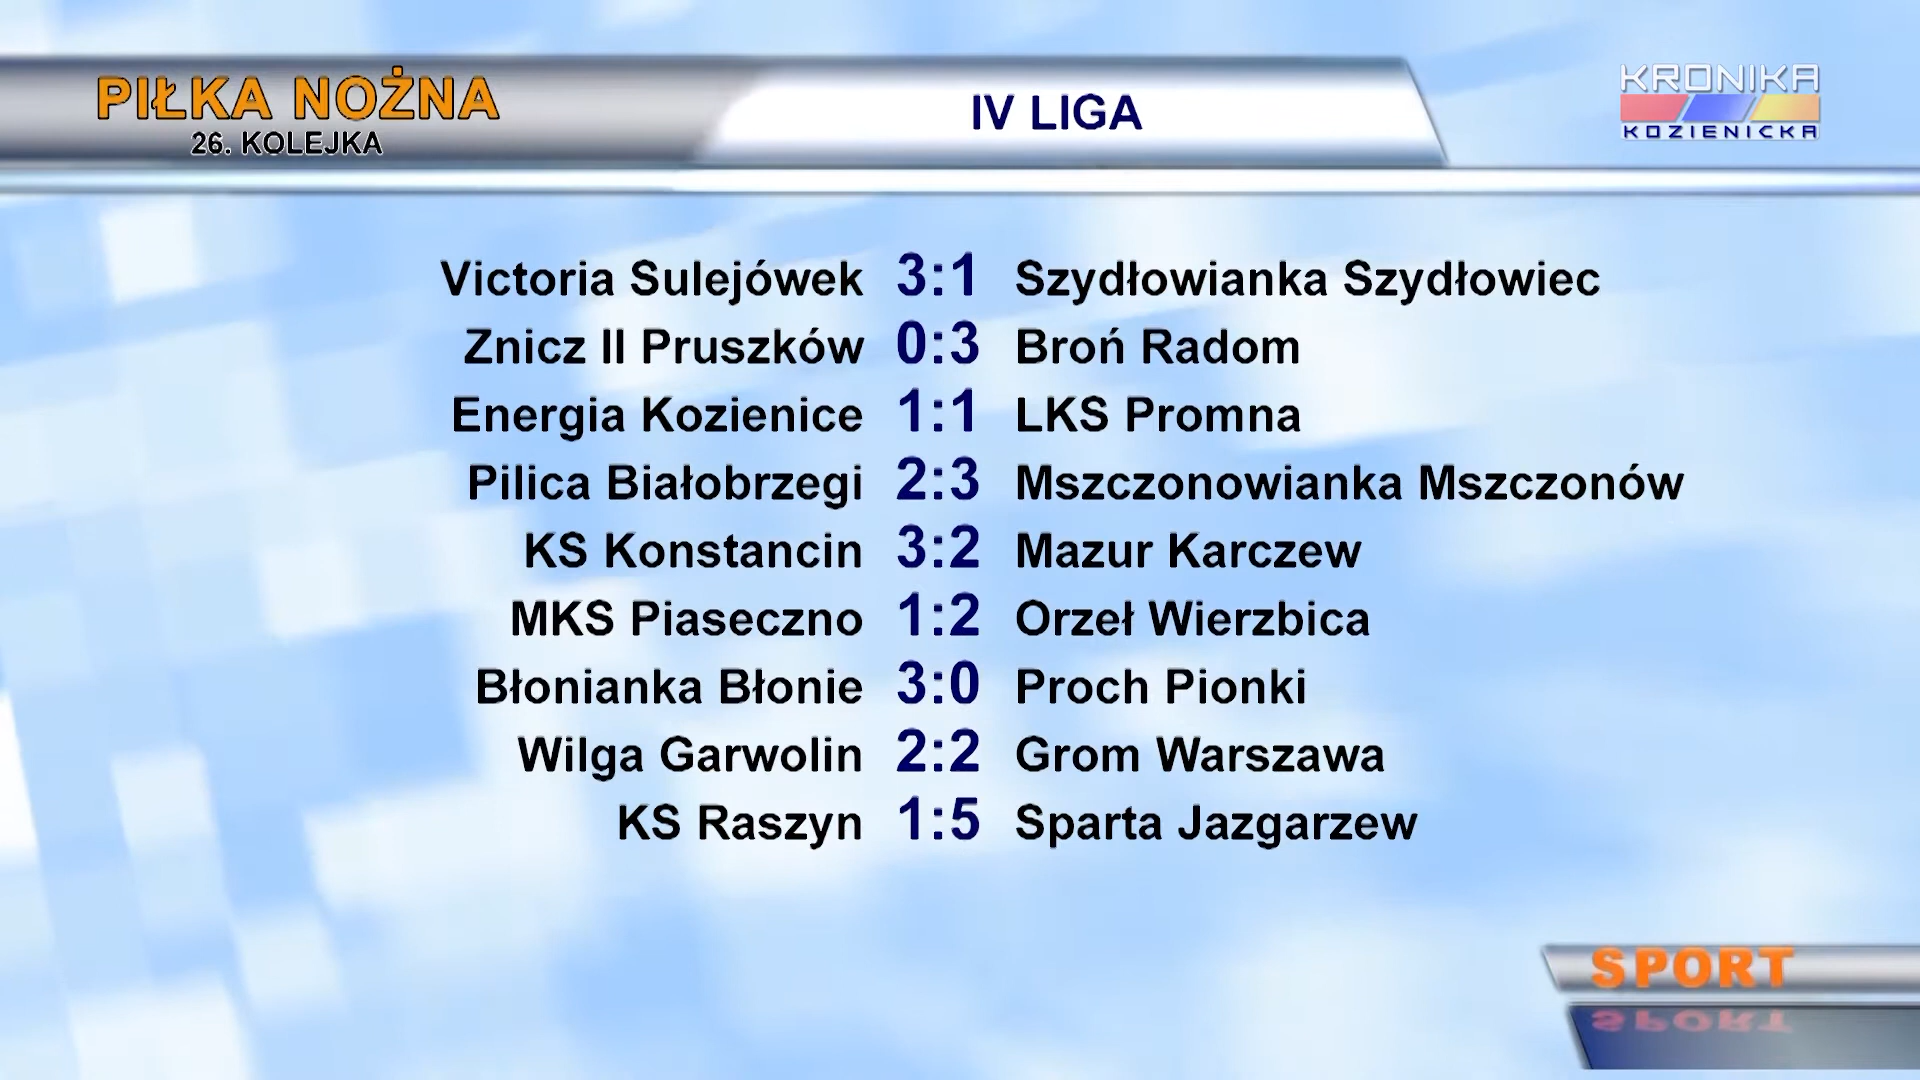 PIŁKA NOŻNA
26. KOLEJKA
IV LIGA
KRONIKA
KOZIENICKA
Victoria Sulejówek 3:1 Szydłowianka Szydłowiec
Znicz II Pruszków 0:3 Broń Radom
Energia Kozienice 1:1 LKS Promna
Pilica Białobrzegi 2:3 Mszczonowianka Mszczonów
KS Konstancin 3:2 Mazur Karczew
MKS Piaseczno 1:2 Orzeł Wierzbica
Błonianka Błonie 3:0 Proch Pionki
Wilga Garwolin 2:2 Grom Warszawa
KS Raszyn 1:5 Sparta Jazgarzew
SPORT